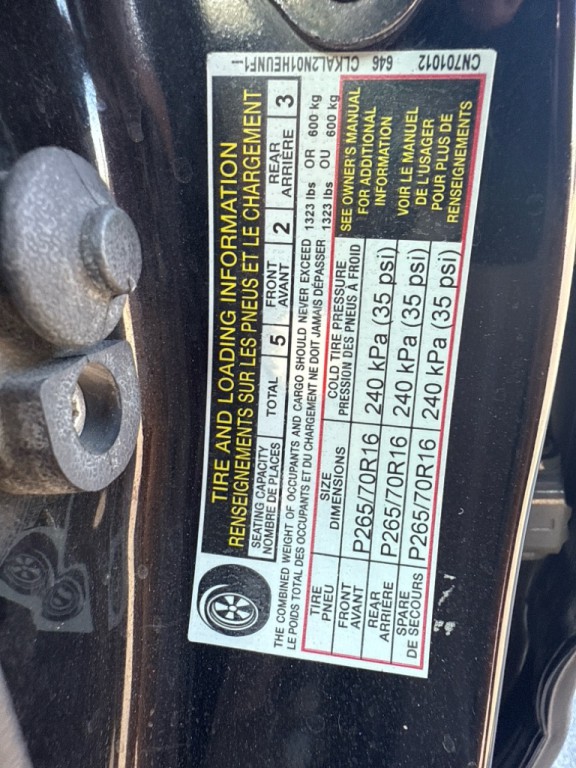 CN701012 646 CLKAL2N01HEUNF1--
TIRE AND LOADING INFORMATION
RENSEIGNEMENTS SUR LES PNEUS ET LE CHARGEMENT
SEATING CAPACITY TOTAL 5 FRONT 2 REAR 3
NOMBRE DE PLACES AVANT ARRIÈRE
THE COMBINED WEIGHT OF OCCUPANTS AND CARGO SHOULD NEVER EXCEED 1323 lbs OR 600 kg
LE POIDS TOTAL DES OCCUPANTS ET DU CHARGEMENT NE DOIT JAMAIS DÉPASSER 1323 lbs OU 600 kg
TIRE SIZE COLD TIRE PRESSURE
PNEU DIMENSIONS PRESSION DES PNEUS À FROID
FRONT
AVANT P265/70R16 240 kPa (35 psi)
REAR
ARRIÈRE P265/70R16 240 kPa (35 psi)
SPARE
DE SECOURS P265/70R16 240 kPa (35 psi)
SEE OWNER'S MANUAL
FOR ADDITIONAL
INFORMATION
VOIR LE MANUEL
DE L'USAGER
POUR PLUS DE
RENSEIGNEMENTS